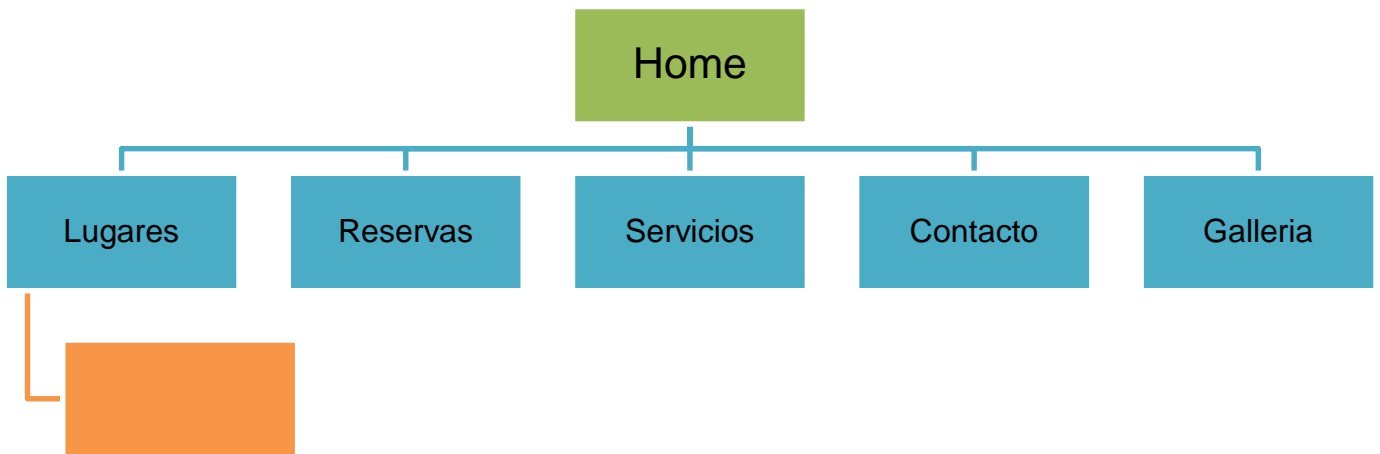 Home
Lugares
Reservas
Servicios
Contacto
Galleria